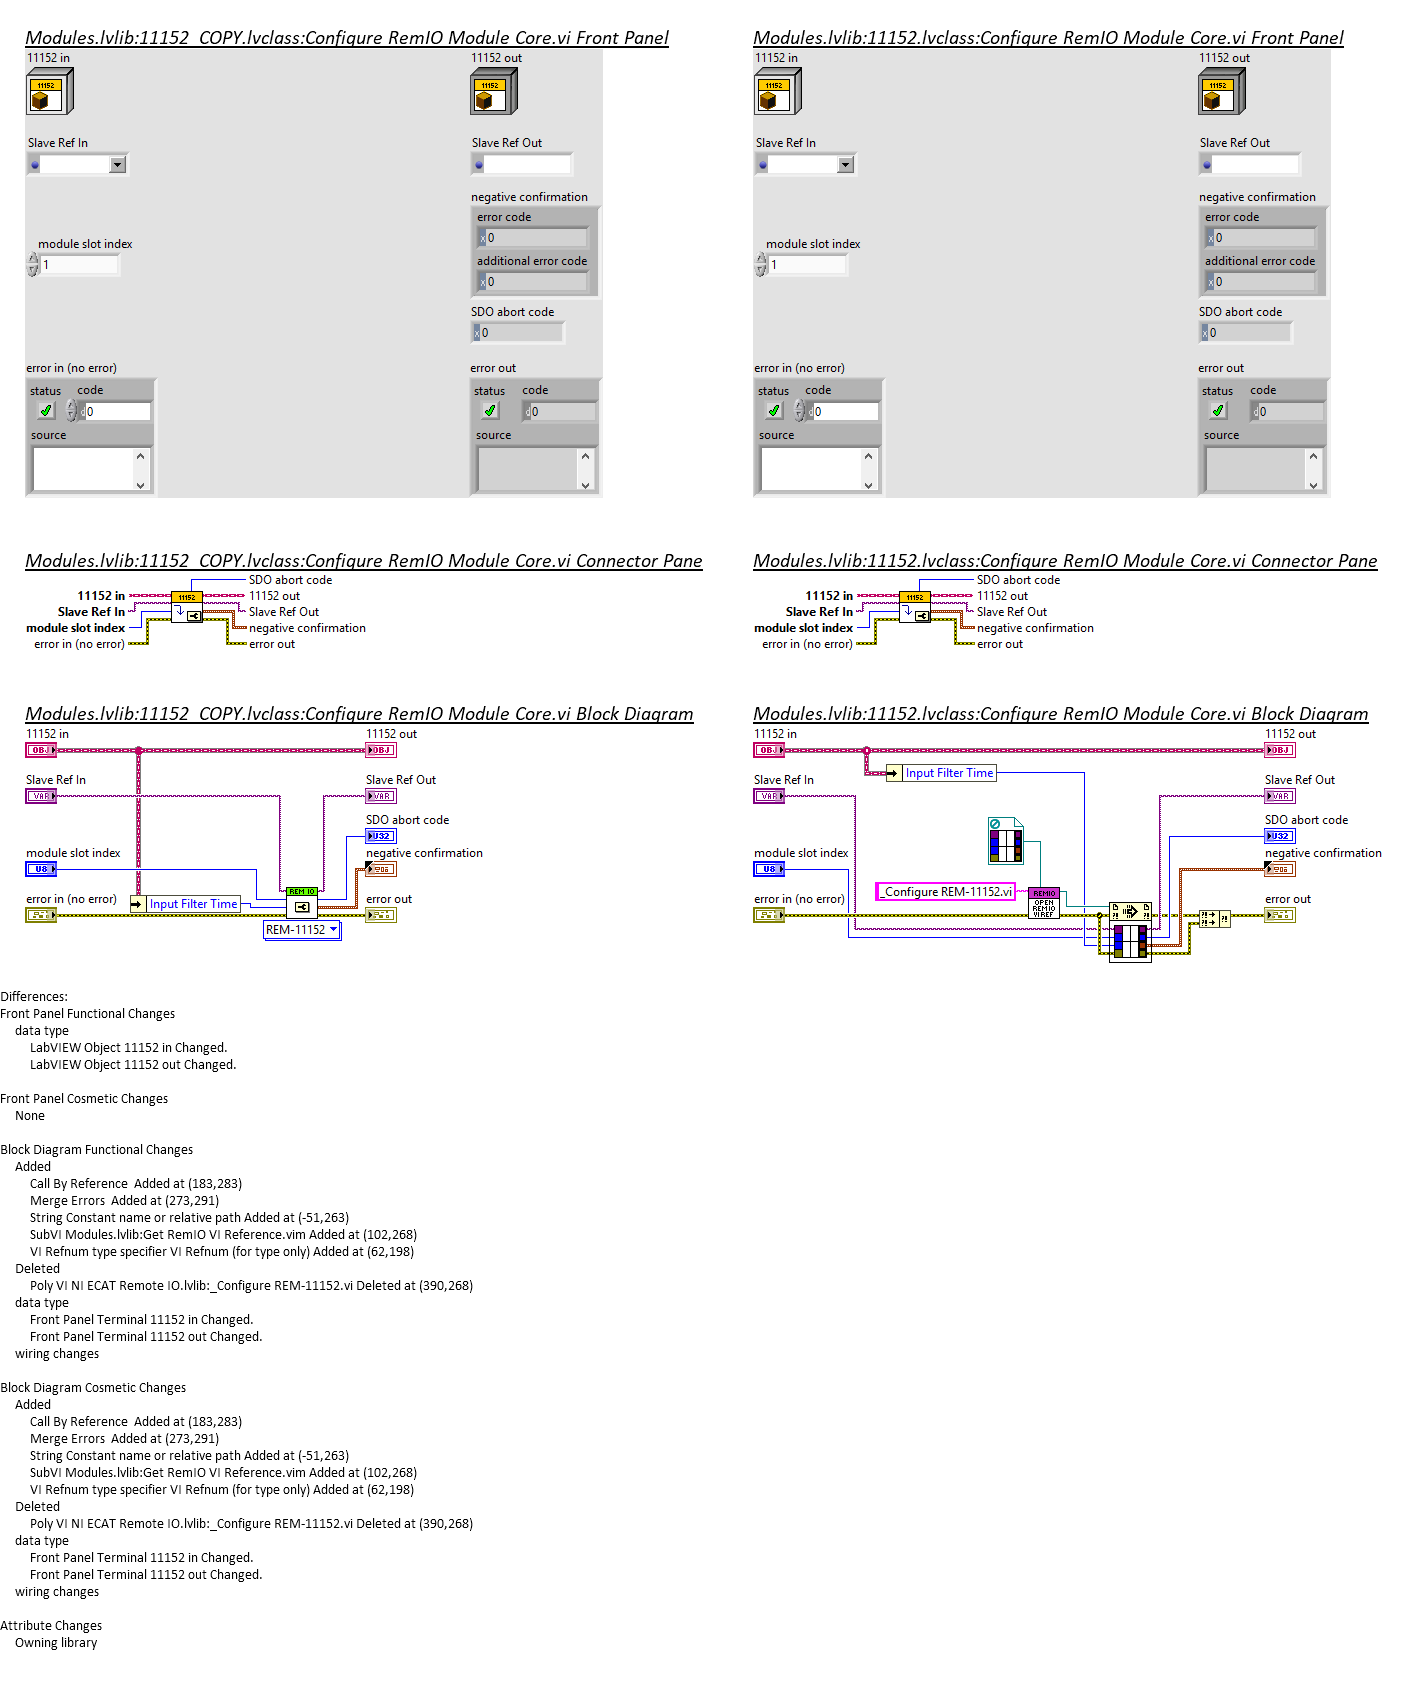 Modules.lvlib:11152_COPY.lvclass:Configure RemIO Module Core.vi Front Panel
11152 in
11152 out
11152
11152
Slave Ref In
Slave Ref Out
negative confirmation
error code
x 0
module slot index
1
additional error code
x 0
SDO abort code
x 0
error in (no error)
error out
status code
status code
d 0
d 0
source
source
Modules.lvlib:11152.lvclass:Configure RemIO Module Core.vi Front Panel
11152 in
11152 out
11152
11152
Slave Ref In
Slave Ref Out
negative confirmation
error code
x 0
module slot index
1
additional error code
x 0
SDO abort code
x 0
error in (no error)
error out
status code
status code
d 0
d 0
source
source
Modules.lvlib:11152_COPY.lvclass:Configure RemIO Module Core.vi Connector Pane
SDO abort code
11152 in
11152
11152 out
Slave Ref In
Slave Ref Out
module slot index
negative confirmation
error in (no error)
error out
Modules.lvlib:11152.lvclass:Configure RemIO Module Core.vi Connector Pane
SDO abort code
11152 in
11152
11152 out
Slave Ref In
Slave Ref Out
module slot index
negative confirmation
error in (no error)
error out
Modules.lvlib:11152_COPY.lvclass:Configure RemIO Module Core.vi Block Diagram
11152 in
11152 out
OBJ
OBJ
Slave Ref In
Slave Ref Out
VAR
VAR
SDO abort code
U32
module slot index
negative confirmation
U8
REM IO
error in (no error)
Input Filter Time
error out
REM-11152
Modules.lvlib:11152.lvclass:Configure RemIO Module Core.vi Block Diagram
11152 in
11152 out
OBJ
OBJ
Input Filter Time
Slave Ref In
Slave Ref Out
VAR
VAR
SDO abort code
U32
module slot index
negative confirmation
U8
_Configure REM-11152.vi
REMIO
OPEN
REMIO
VI REF
error in (no error)
error out
Differences:
Front Panel Functional Changes
data type
LabVIEW Object 11152 in Changed.
LabVIEW Object 11152 out Changed.
Front Panel Cosmetic Changes
None
Block Diagram Functional Changes
Added
Call By Reference  Added at (183,283)
Merge Errors  Added at (273,291)
String Constant name or relative path Added at (-51,263)
SubVI Modules.lvlib:Get RemIO VI Reference.vim Added at (102,268)
VI Refnum type specifier VI Refnum (for type only) Added at (62,198)
Deleted
Poly VI NI ECAT Remote IO.lvlib:_Configure REM-11152.vi Deleted at (390,268)
data type
Front Panel Terminal 11152 in Changed.
Front Panel Terminal 11152 out Changed.
wiring changes
Block Diagram Cosmetic Changes
Added
Call By Reference  Added at (183,283)
Merge Errors  Added at (273,291)
String Constant name or relative path Added at (-51,263)
SubVI Modules.lvlib:Get RemIO VI Reference.vim Added at (102,268)
VI Refnum type specifier VI Refnum (for type only) Added at (62,198)
Deleted
Poly VI NI ECAT Remote IO.lvlib:_Configure REM-11152.vi Deleted at (390,268)
data type
Front Panel Terminal 11152 in Changed.
Front Panel Terminal 11152 out Changed.
wiring changes
Attribute Changes
Owning library